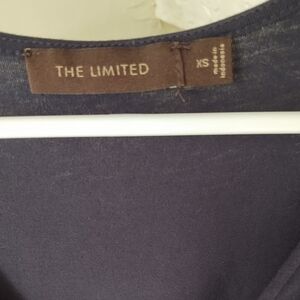 THE LIMITED
XS
made in
Indonesia